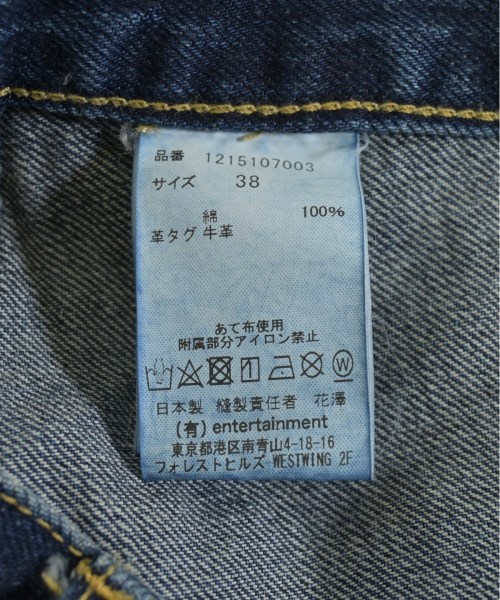 品番 1215107003
サイズ 38
綿 100%
革タグ 牛革
あて布使用
附属部分アイロン禁止
W
日本製 縫製責任者 花澤
(有) entertainment
東京都港区南青山4-18-16
フォレストヒルズ WESTWING 2F